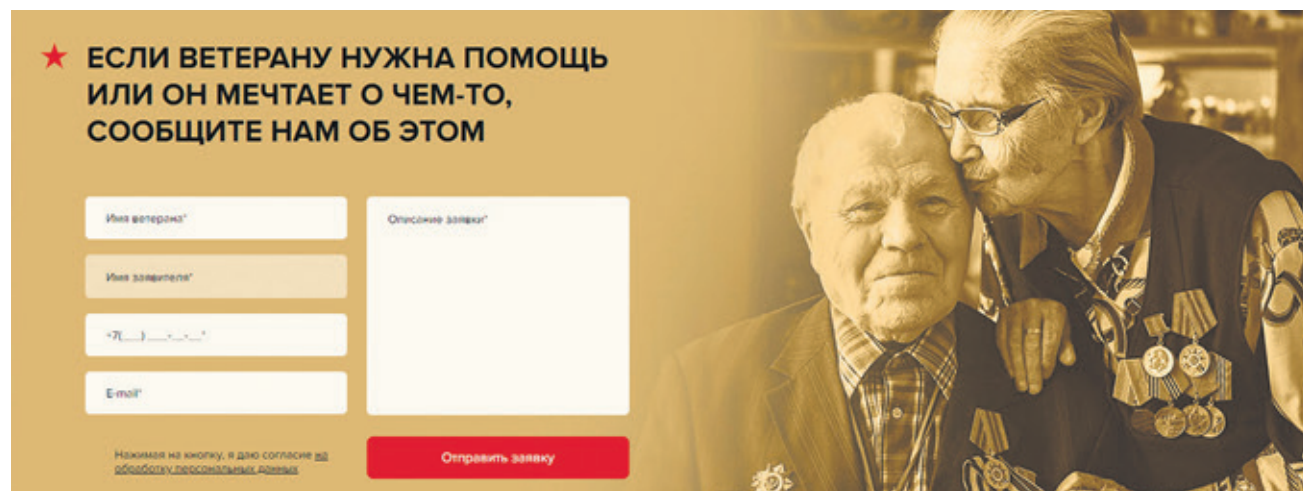 ЕСЛИ ВЕТЕРАНУ НУЖНА ПОМОЩЬ
ИЛИ ОН МЕЧТАЕТ О ЧЕМ-ТО,
СООБЩИТЕ НАМ ОБ ЭТОМ
Имя ветерана*
Имя заявителя*
+7(___) ___-__-__*
E-mail*
Описание заявки*
Нажимая на кнопку, я даю согласие на
обработку персональных данных
Отправить заявку